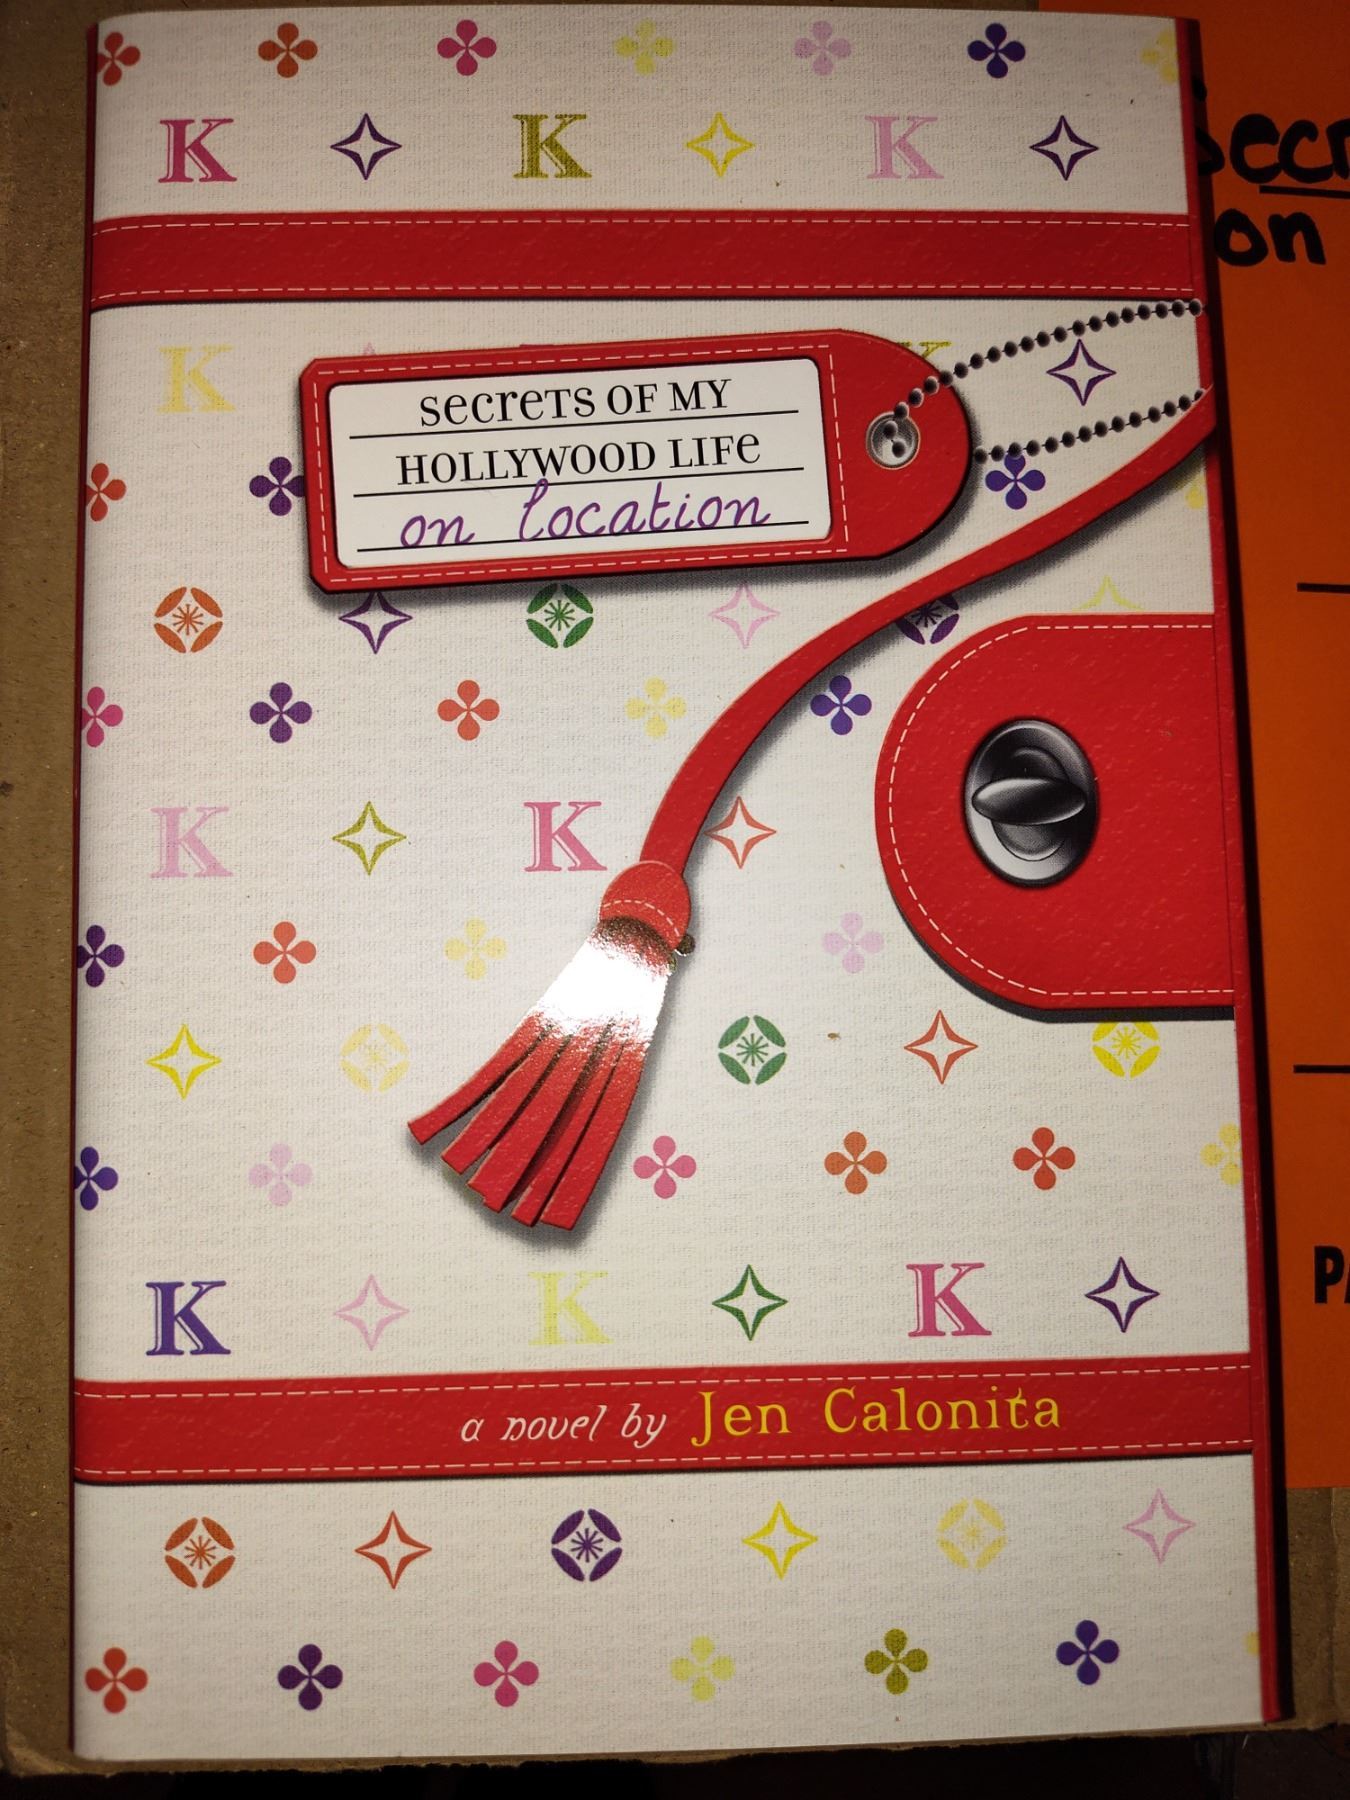 K K K
K
SECRETS OF MY
HOLLYWOOD LIFE
on location
K K
K K K
a novel by Jen Calonita
on